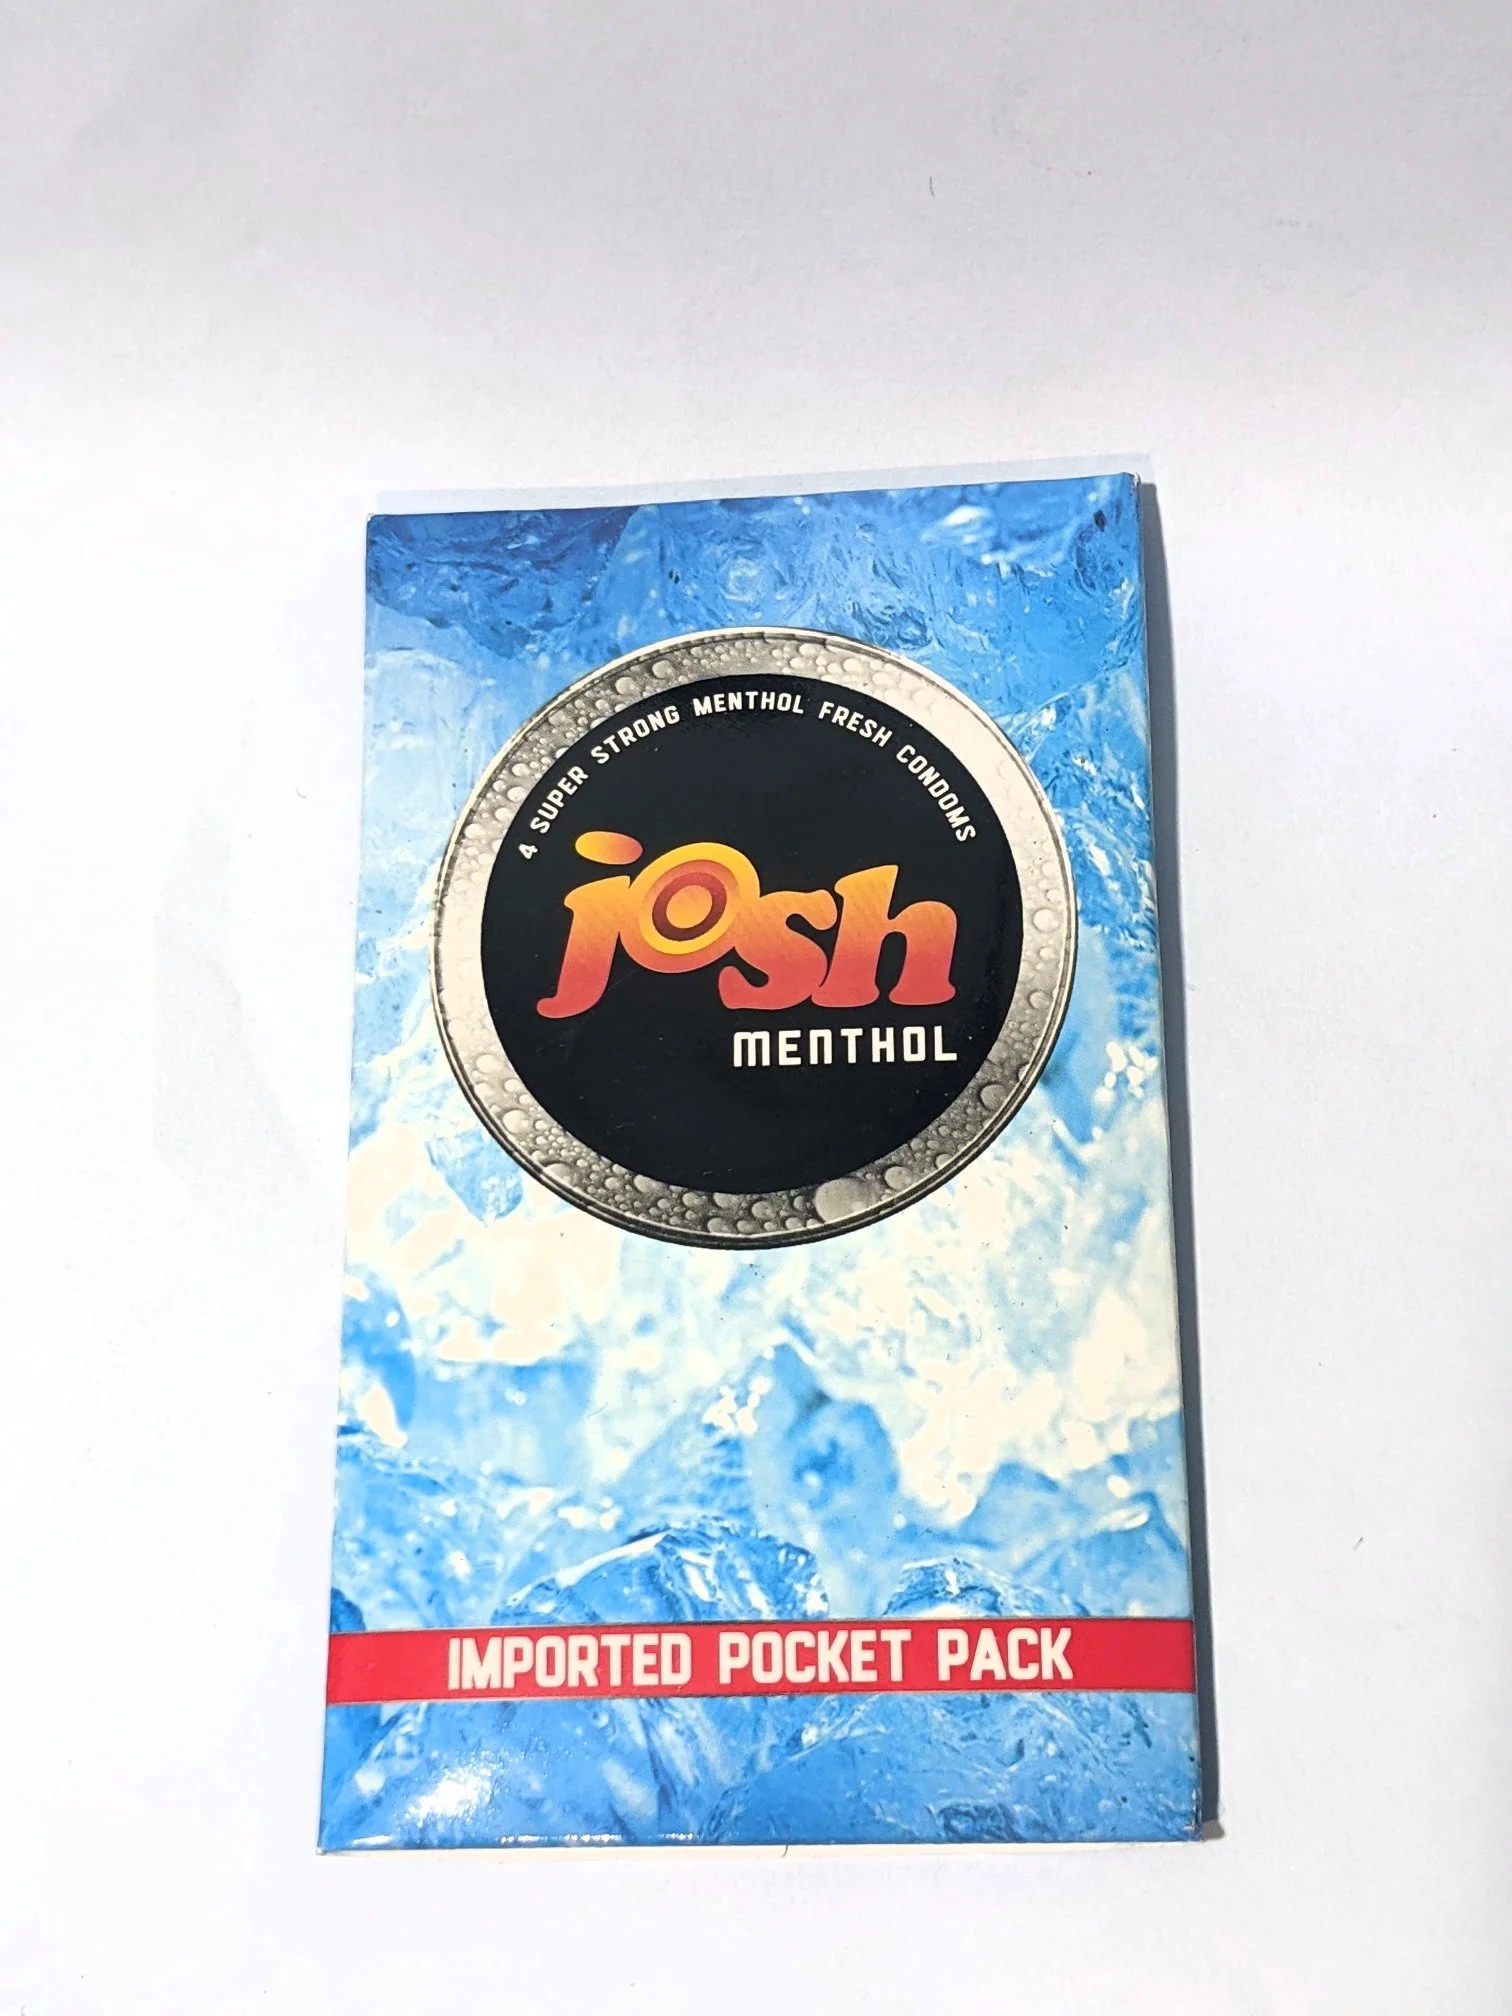 4 SUPER STRONG MENTHOL FRESH CONDOMS
josh
MENTHOL
IMPORTED POCKET PACK